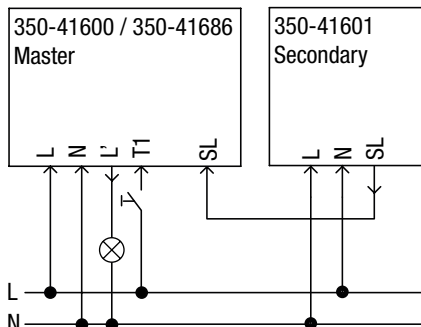 350-41600 / 350-41686
Master
350-41601
Secondary
L N L' T1 SL
L N SL
L
N